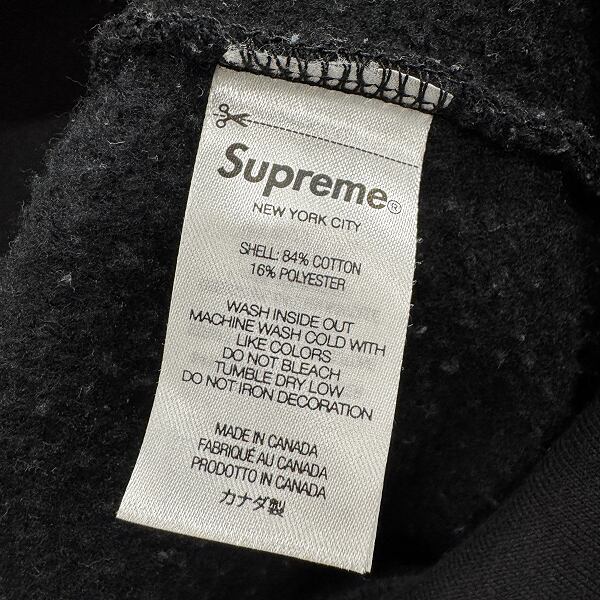 Supreme®
NEW YORK CITY
SHELL: 84% COTTON
16% POLYESTER
WASH INSIDE OUT
MACHINE WASH COLD WITH
LIKE COLORS
DO NOT BLEACH
TUMBLE DRY LOW
DO NOT IRON DECORATION
MADE IN CANADA
FABRIQUÉ AU CANADA
PRODOTTO IN CANADA
カナダ製